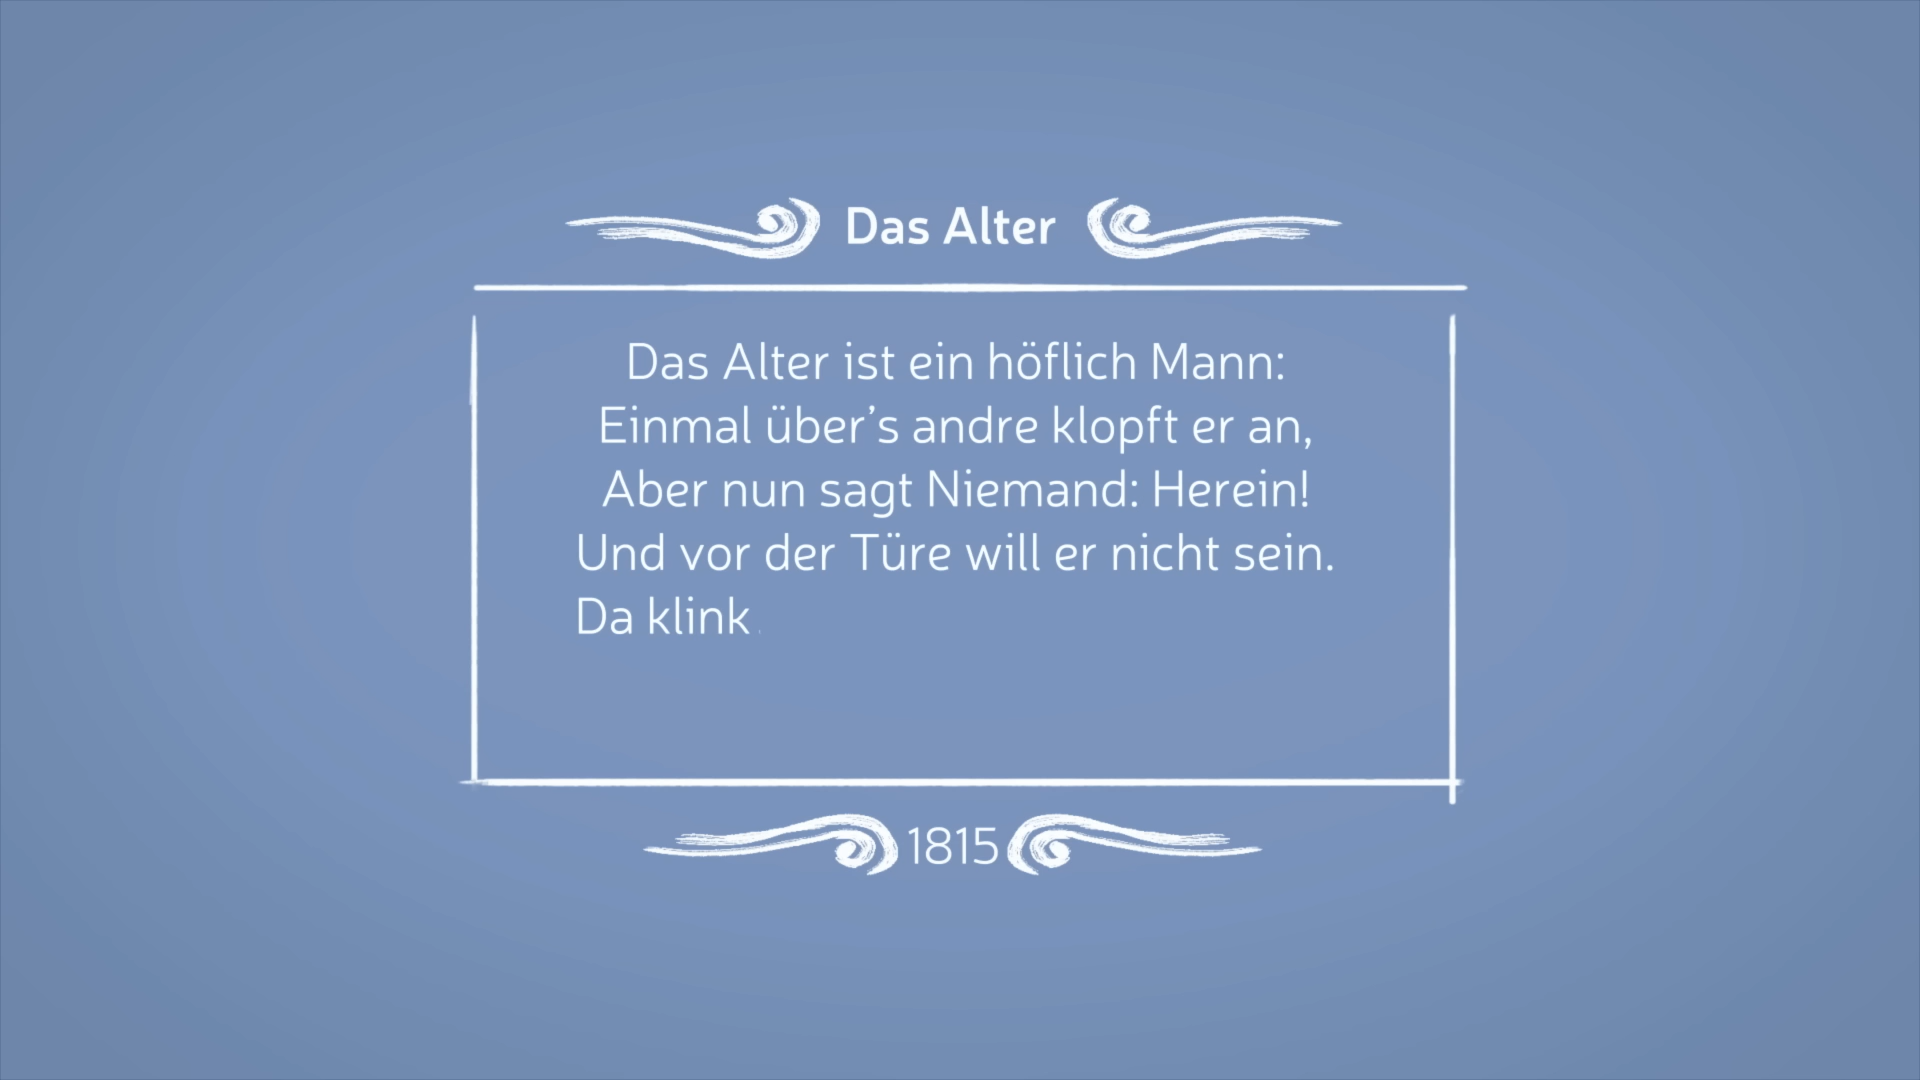 Das Alter
Das Alter ist ein höflich Mann:
Einmal über’s andre klopft er an,
Aber nun sagt Niemand: Herein!
Und vor der Türe will er nicht sein.
Da klink
1815